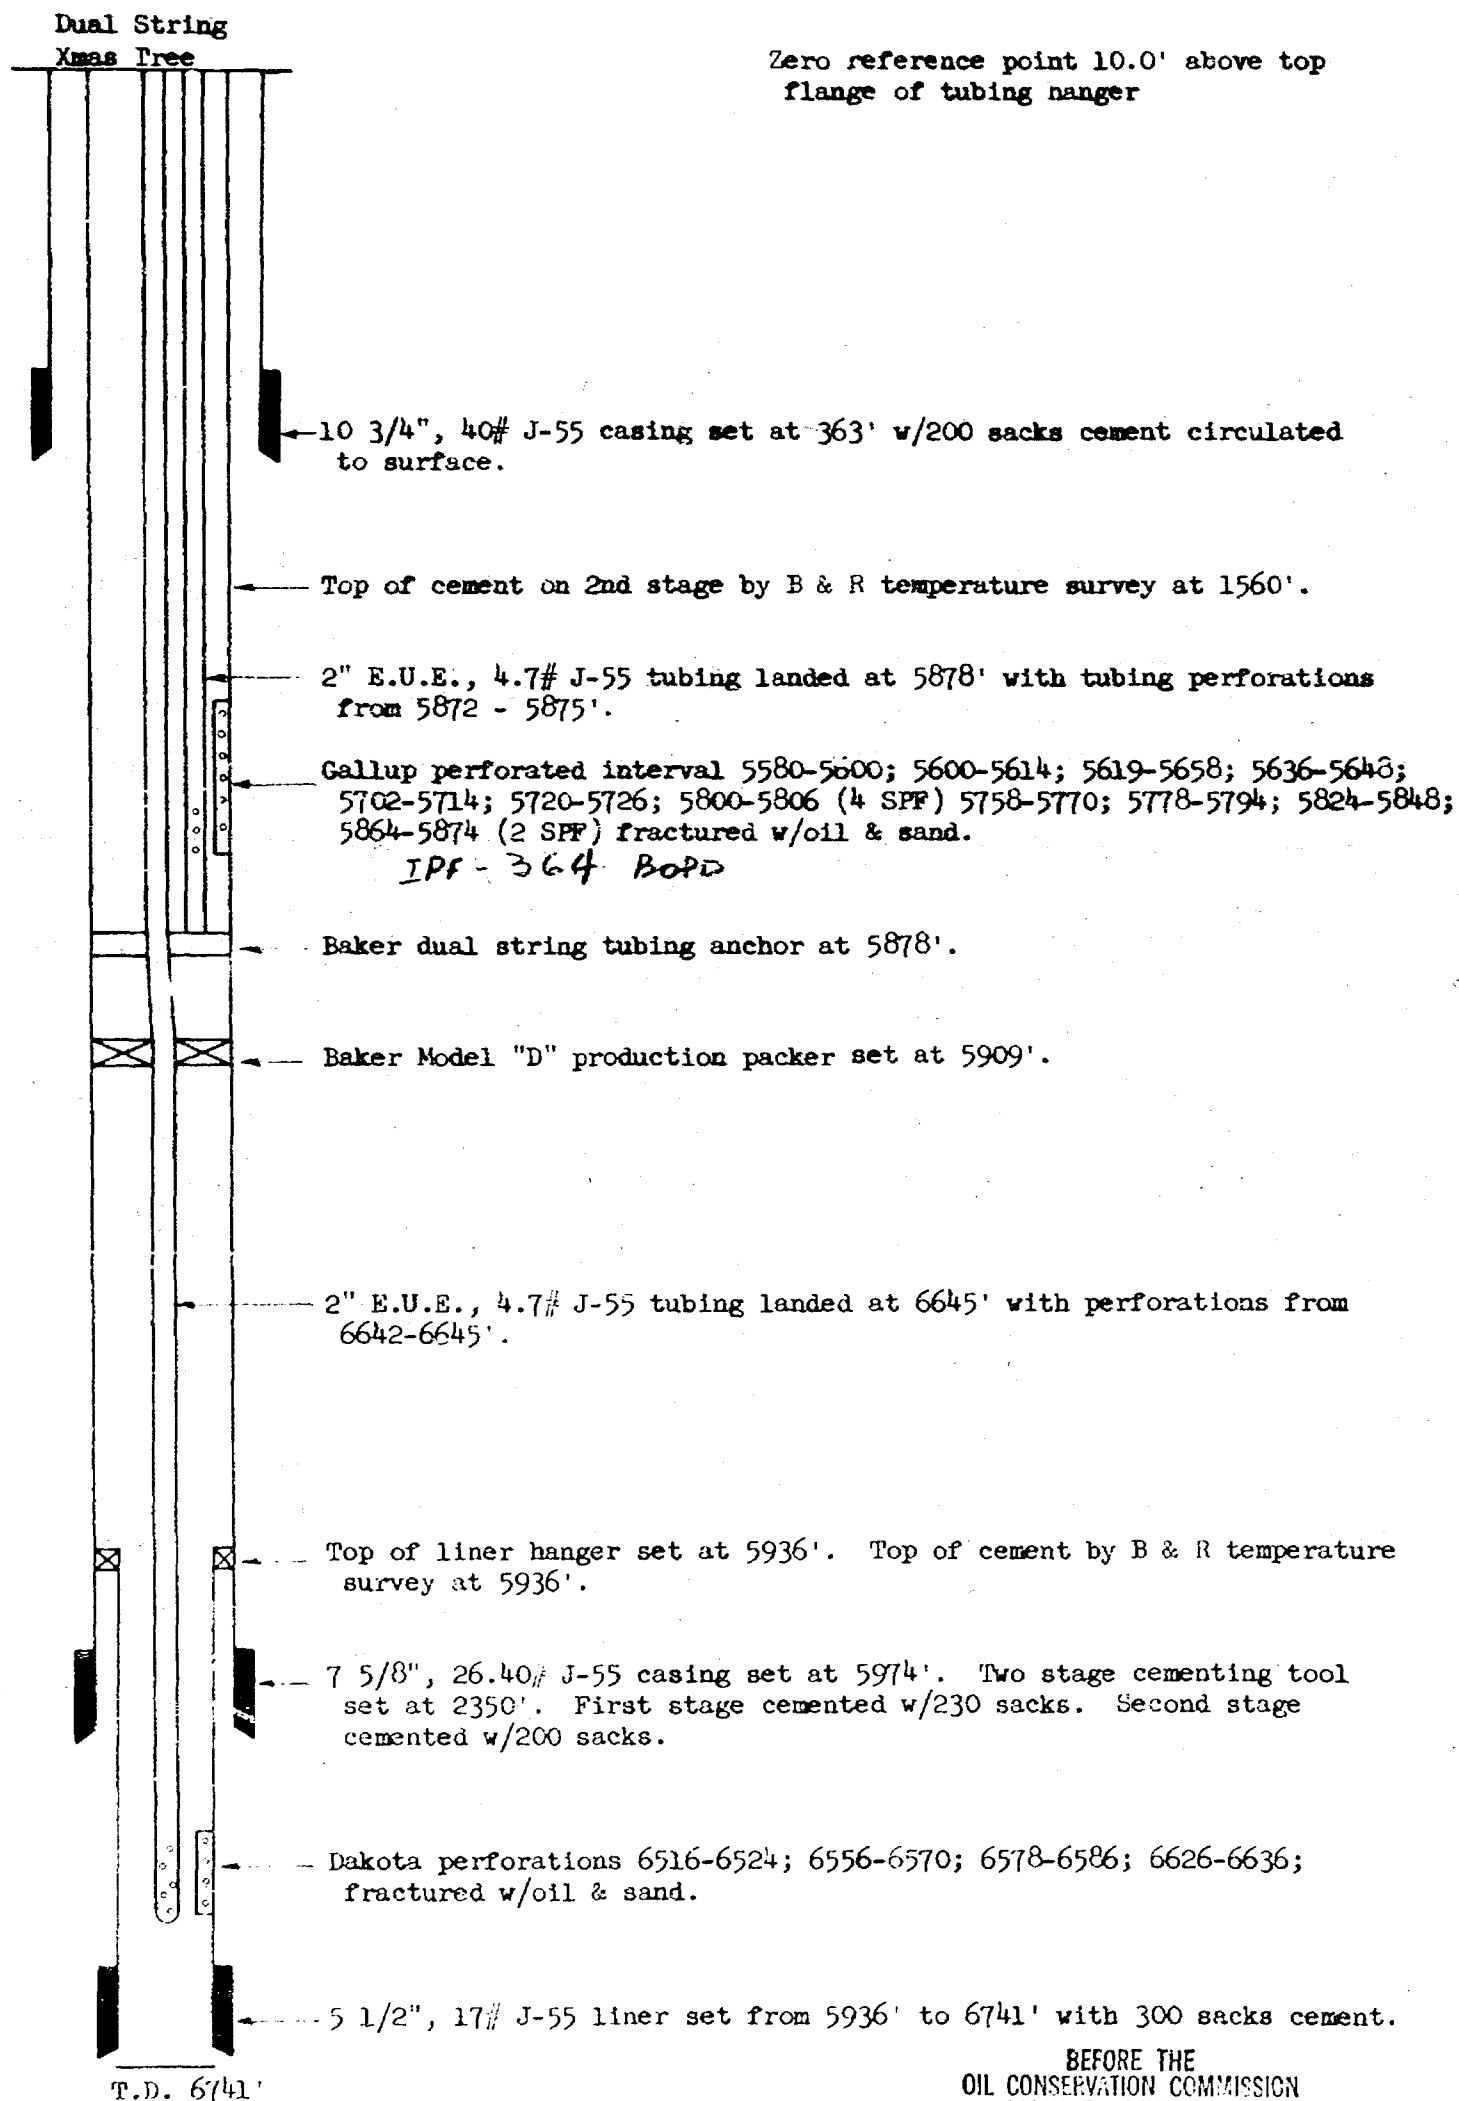 Dual String
Xmas Tree
Zero reference point 10.0' above top
flange of tubing hanger
10 3/4", 40# J-55 casing set at 363' w/200 sacks cement circulated
to surface.
Top of cement on 2nd stage by B & R temperature survey at 1560'.
2" E.U.E., 4.7# J-55 tubing landed at 5878' with tubing perforations
from 5872 - 5875'.
Gallup perforated interval 5580-5600; 5600-5614; 5619-5658; 5636-5648;
5702-5714; 5720-5726; 5800-5806 (4 SPF) 5758-5770; 5778-5794; 5824-5848;
5864-5874 (2 SPF) fractured w/oil & sand.
IPF - 364 BOPD
Baker dual string tubing anchor at 5878'.
Baker Model "D" production packer set at 5909'.
2" E.U.E., 4.7# J-55 tubing landed at 6645' with perforations from
6642-6645'.
Top of liner hanger set at 5936'. Top of cement by B & R temperature
survey at 5936'.
7 5/8", 26.40# J-55 casing set at 5974'. Two stage cementing tool
set at 2350'. First stage cemented w/230 sacks. Second stage
cemented w/200 sacks.
Dakota perforations 6516-6524; 6556-6570; 6578-6586; 6626-6636;
fractured w/oil & sand.
5 1/2", 17# J-55 liner set from 5936' to 6741' with 300 sacks cement.
T.D. 6741'
BEFORE THE
OIL CONSERVATION COMMISSION